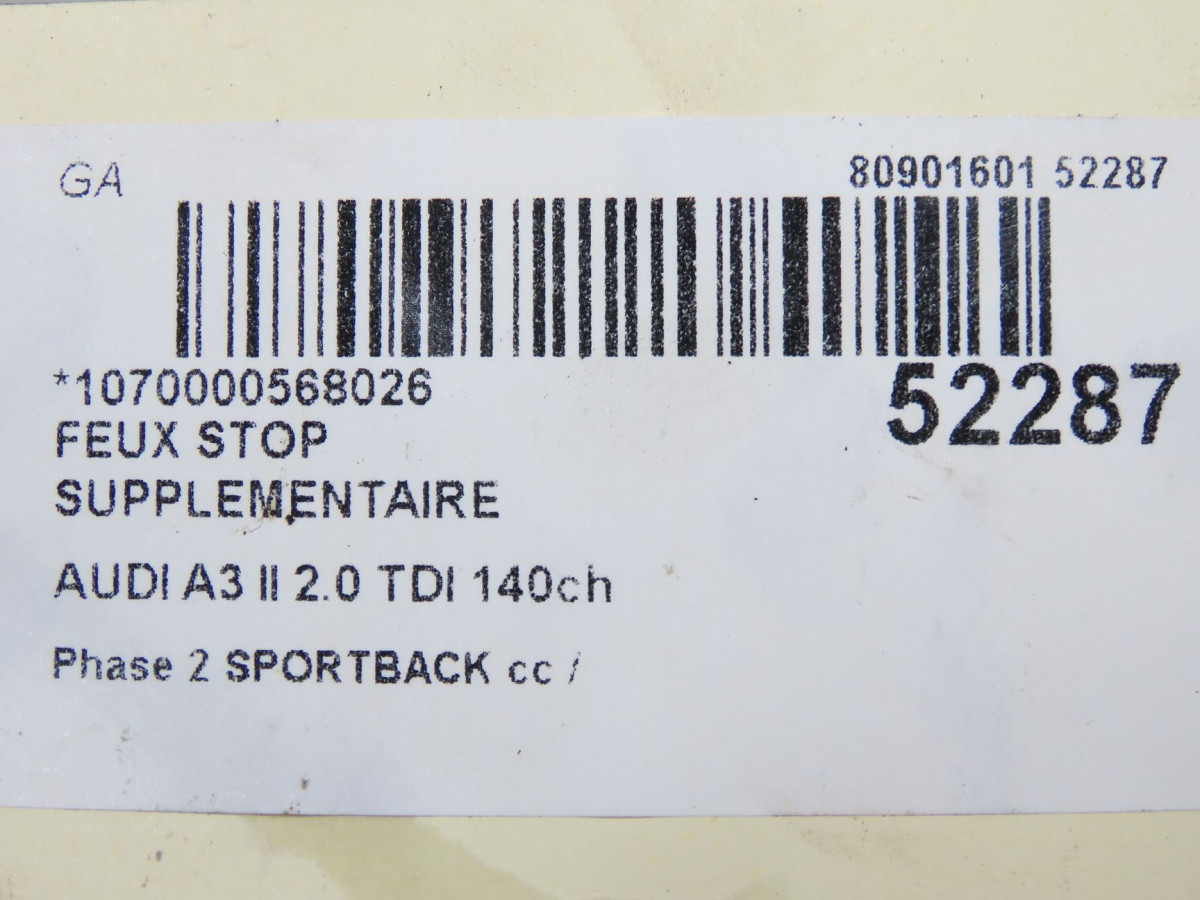 GA
80901601 52287
*1070000568026
52287
FEUX STOP
SUPPLEMENTAIRE
AUDI A3 II 2.0 TDI 140ch
Phase 2 SPORTBACK cc /